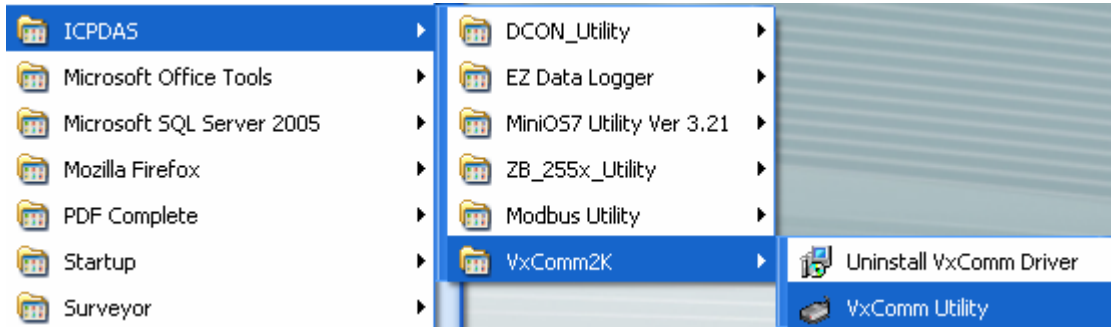 ICPDAS
Microsoft Office Tools
Microsoft SQL Server 2005
Mozilla Firefox
PDF Complete
Startup
Surveyor
DCON_Utility
EZ Data Logger
MiniOS7 Utility Ver 3.21
ZB_255x_Utility
Modbus Utility
VxComm2K
Uninstall VxComm Driver
VxComm Utility